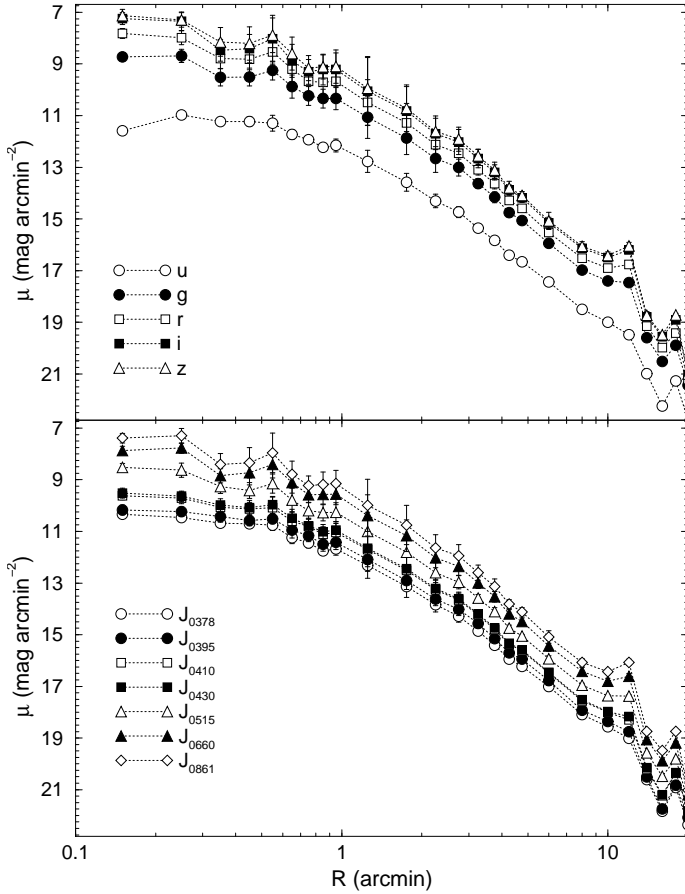 7
9
11
13
15
17
19
21
μ (mag arcmin⁻²)
u
g
r
i
z
7
9
11
13
15
17
19
21
μ (mag arcmin⁻²)
J₀₃₇₈
J₀₃₉₅
J₀₄₁₀
J₀₄₃₀
J₀₅₁₅
J₀₆₆₀
J₀₈₆₁
0.1 1 10
R (arcmin)